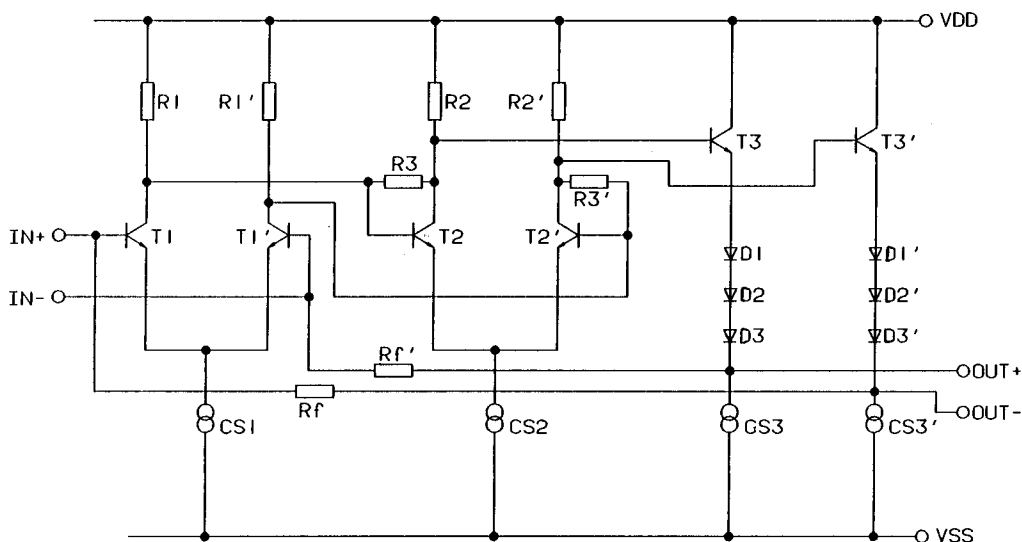 VDD
R1
R1'
R2
R2'
T3
T3'
R3
R3'
IN+
T1
T1'
T2
T2'
D1
D1'
IN-
D2
D2'
D3
D3'
Rf'
OUT+
Rf
OUT-
CS1
CS2
GS3
CS3'
VSS